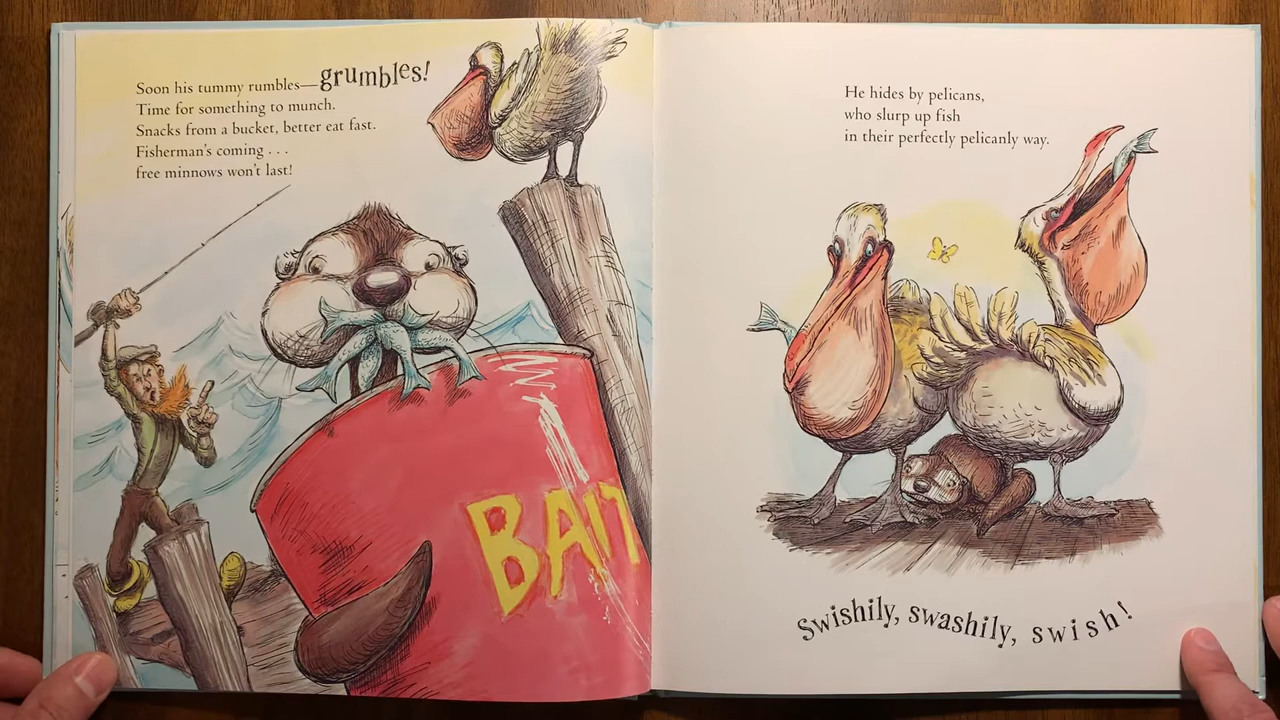 Soon his tummy rumbles—grumbles!
Time for something to munch.
Snacks from a bucket, better eat fast.
Fisherman's coming . . .
free minnows won't last!
BAIT
He hides by pelicans,
who slurp up fish
in their perfectly pelicanly way.
Swishily, swashily, swish!